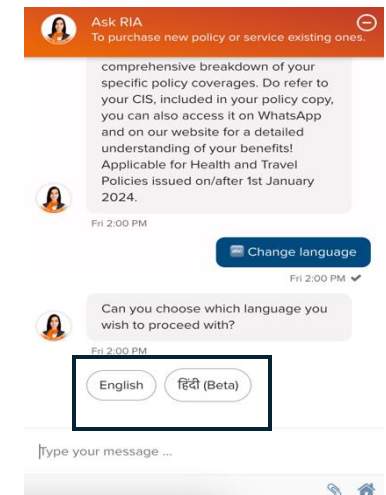 Ask RIA
To purchase new policy or service existing ones.
comprehensive breakdown of your
specific policy coverages. Do refer to
your CIS, included in your policy copy,
you can also access it on WhatsApp
and on our website for a detailed
understanding of your benefits!
Applicable for Health and Travel
Policies issued on/after 1st January
2024.
Fri 2:00 PM
Change language
Fri 2:00 PM
Can you choose which language you
wish to proceed with?
Fri 2:00 PM
English हिंदी (Beta)
Type your message ...